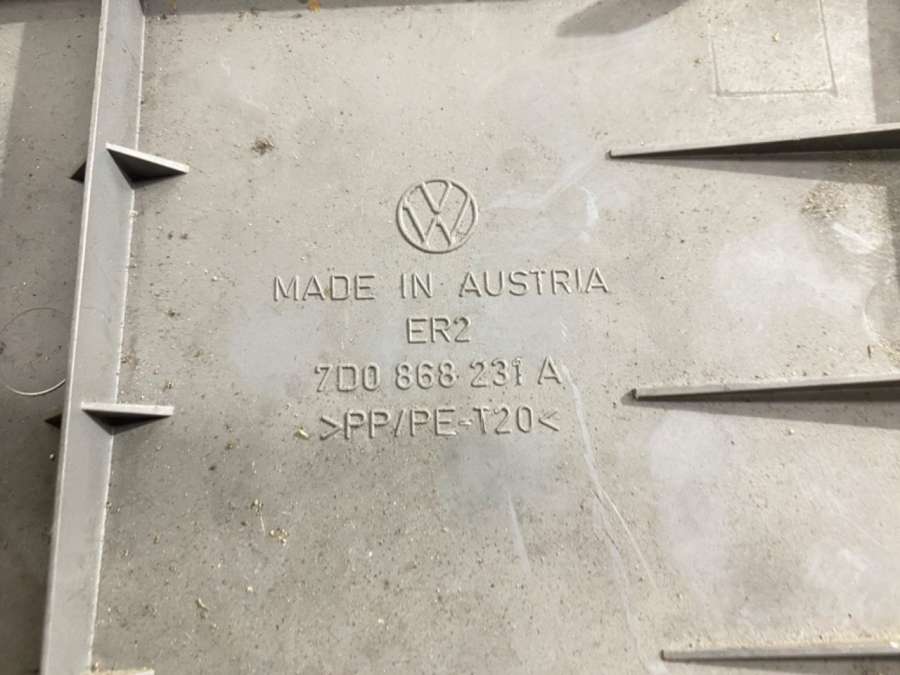 MADE IN AUSTRIA
ER2
7D0 868 231 A
>PP/PE-T20<